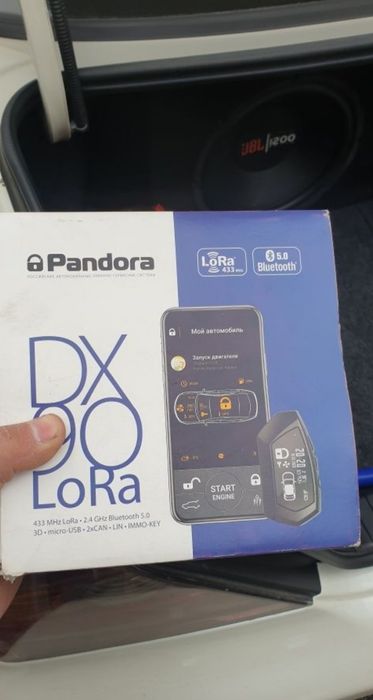 JBL 1200
Pandora
РОССИЙСКИЕ АВТОМОБИЛЬНЫЕ ОХРАННО-СЕРВИСНЫЕ СИСТЕМЫ
LoRa
433 MHz
5.0
Bluetooth
Мой автомобиль
Запуск двигателя
DX
90
LoRa
START
ENGINE
433 MHz LoRa • 2.4 GHz Bluetooth 5.0
3D • micro-USB • 2xCAN • LIN • IMMO-KEY